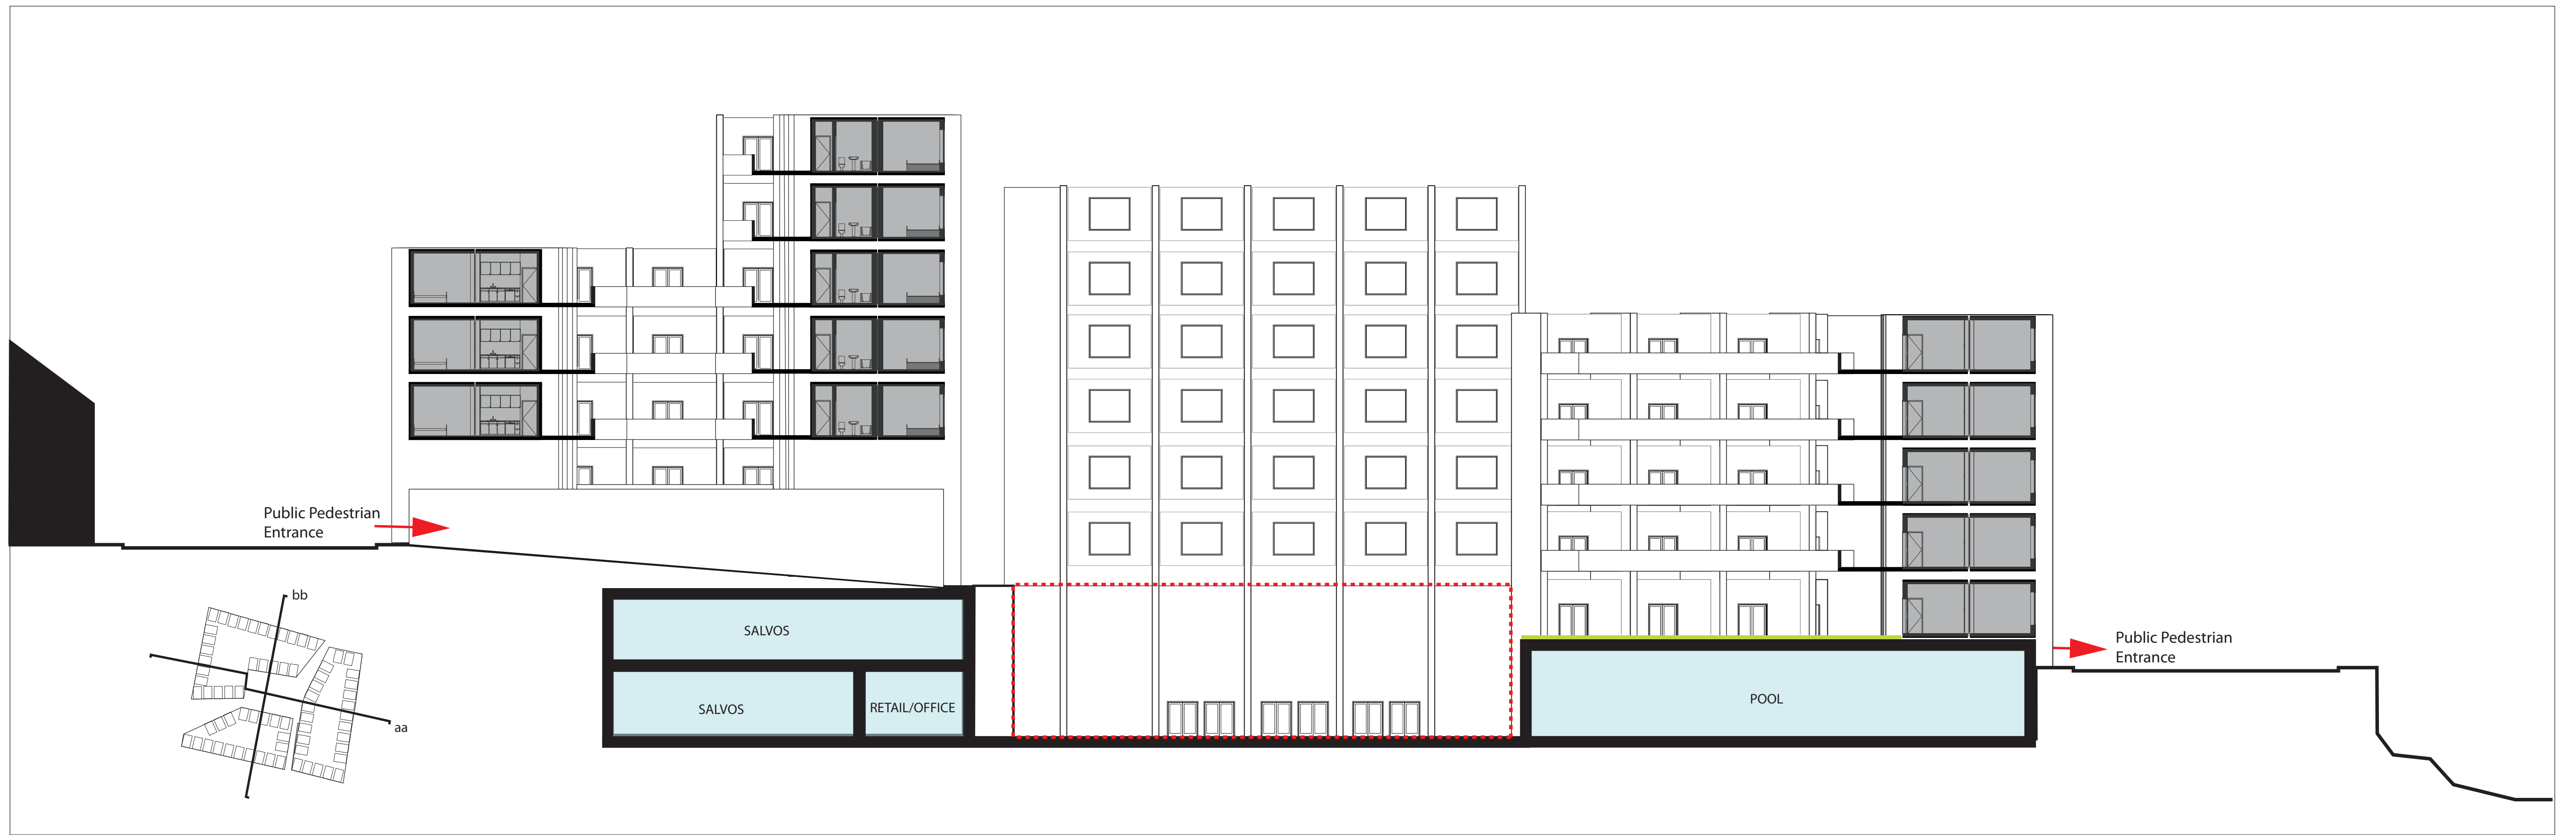 Public Pedestrian
Entrance
SALVOS
SALVOS
RETAIL/OFFICE
POOL
Public Pedestrian
Entrance
bb
aa